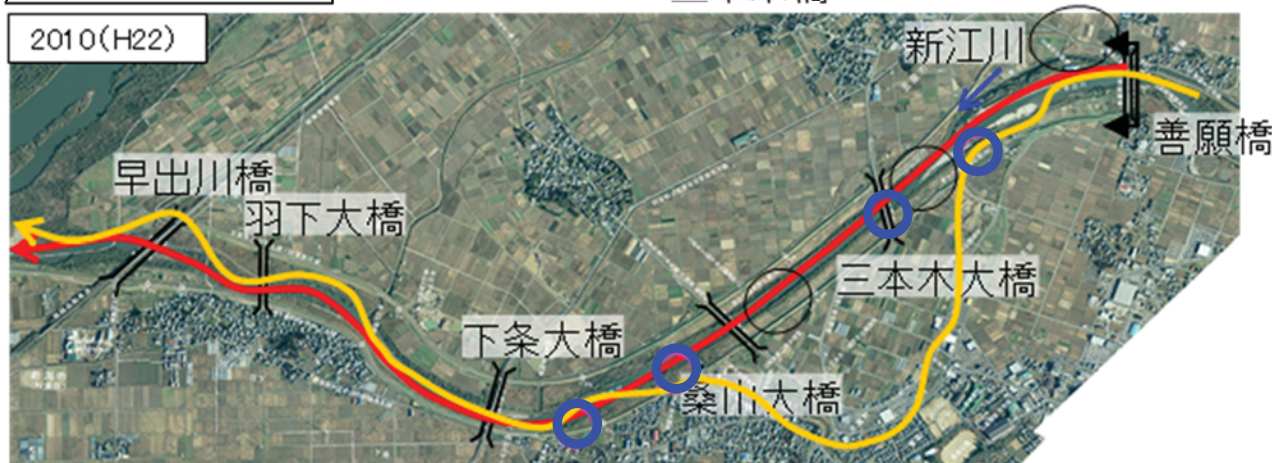 2010(H22)
新江川
善願橋
早出川橋
羽下大橋
三本木大橋
下条大橋
桑川大橋